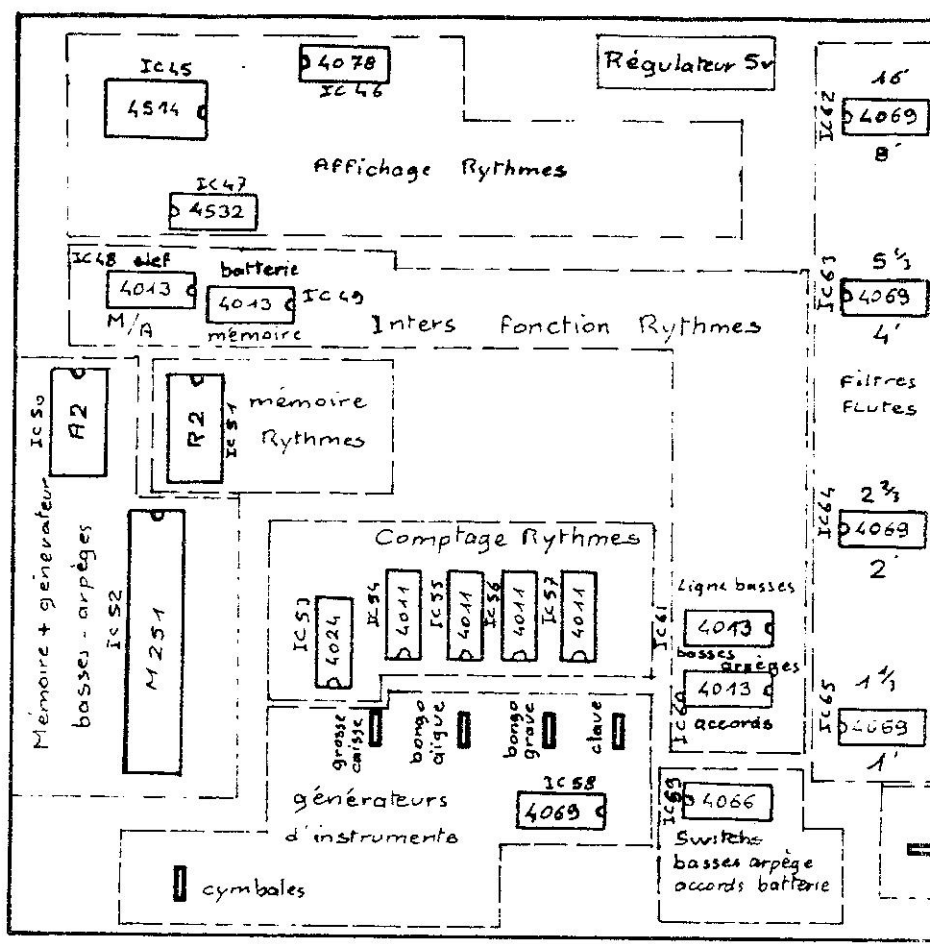 IC45
4514
4078
IC46
Régulateur 5v
Affichage Rythmes
IC47
4532
IC48 clef
4013
M/A
batterie
4013
IC49
mémoire
Inters Fonction Rythmes
IC50
A2
R2
IC51
mémoire
Rythmes
Mémoire + générateur
basses - arpèges
IC52
M251
Comptage Rythmes
IC53
4024
IC54
4011
IC55
4011
IC56
4011
IC57
4011
Ligne basses
IC61
4013
basses
arpèges
4013
IC60
accords
grosse
caisse
bongo
aigue
bongo
grave
clave
IC58
4069
générateurs
d'instruments
cymbales
4066
Switchs
basses arpège
accords batterie
16'
IC62
4069
8'
5 1/3
IC63
4069
4'
Filtres
FLutes
2 2/3
IC64
4069
2'
1 1/3
IC65
4069
1'